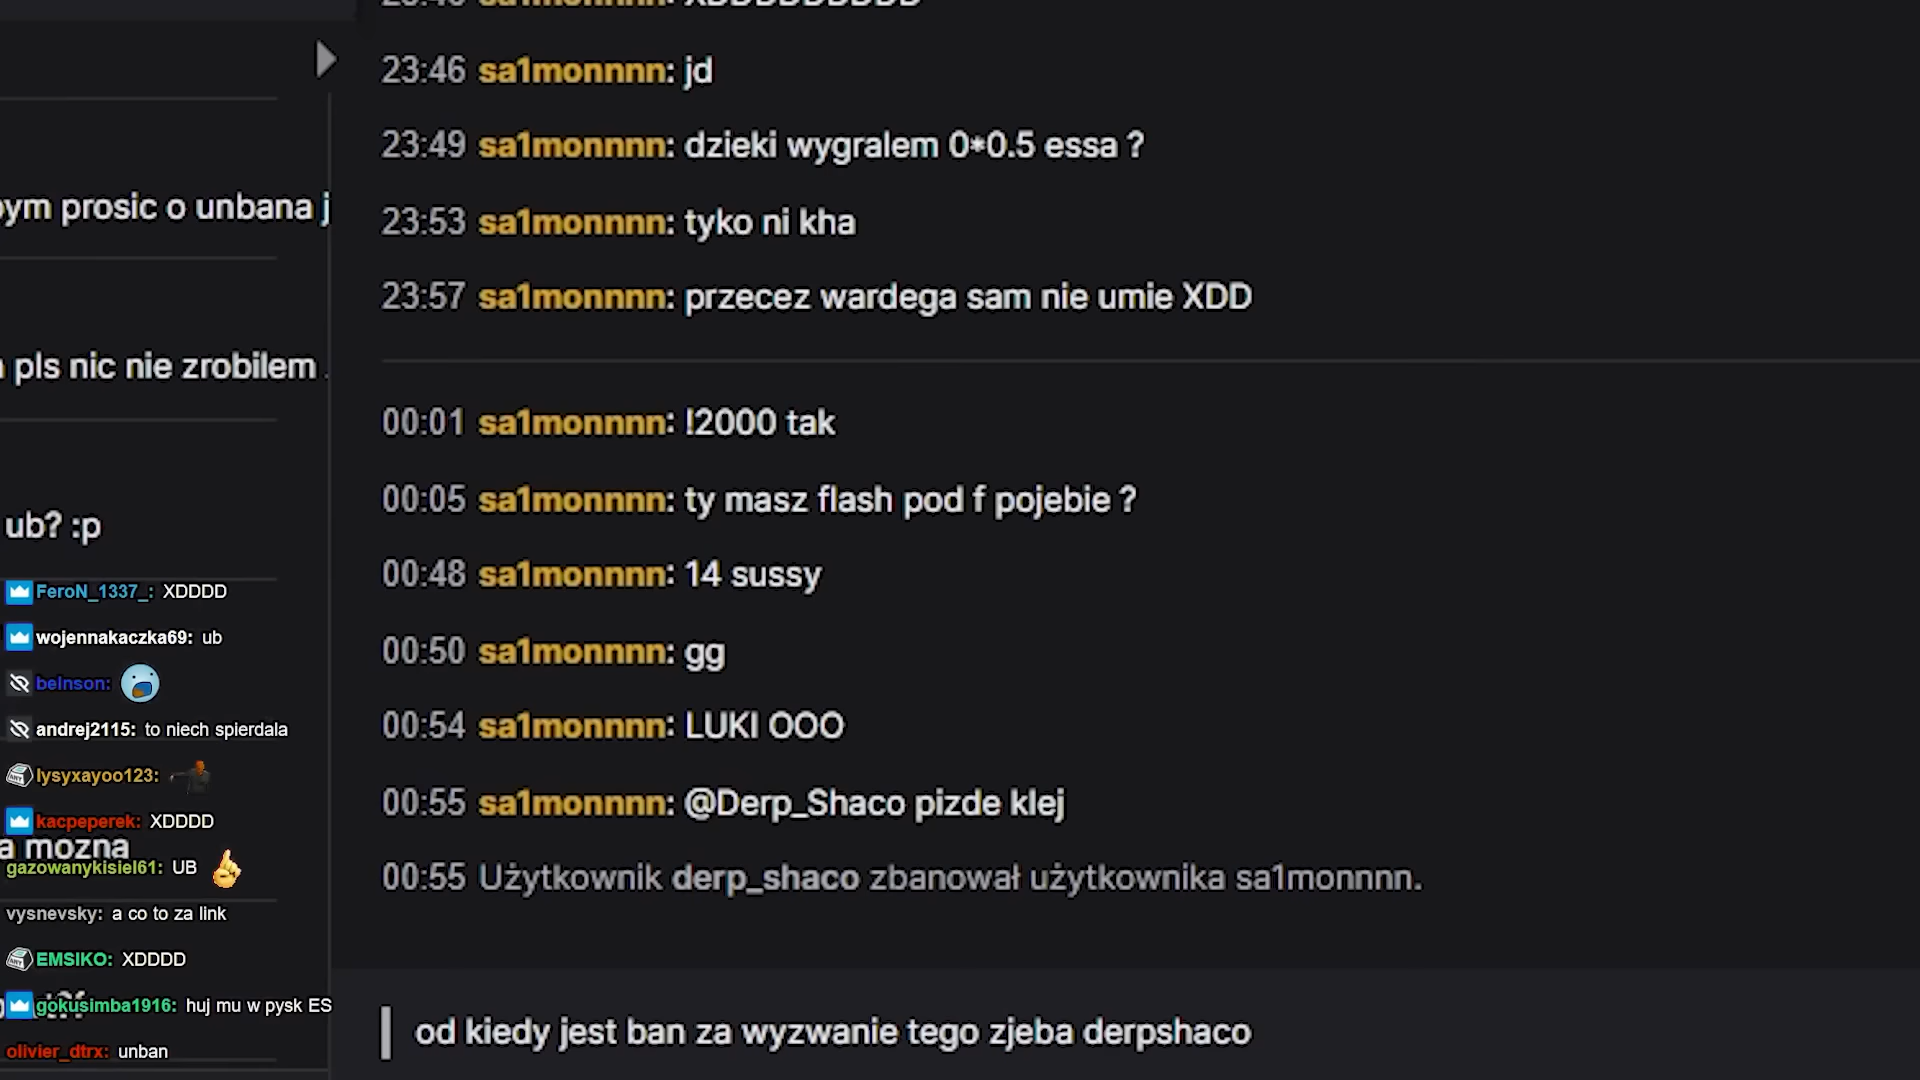 23:46 sa1monnnn: XDDDDDDDDD
23:46 sa1monnnn: jd
23:49 sa1monnnn: dzieki wygralem 0*0.5 essa ?
23:53 sa1monnnn: tyko ni kha
23:57 sa1monnnn: przecez wardega sam nie umie XDD
00:01 sa1monnnn: !2000 tak
00:05 sa1monnnn: ty masz flash pod f pojebie ?
00:48 sa1monnnn: 14 sussy
00:50 sa1monnnn: gg
00:54 sa1monnnn: LUKI OOO
00:55 sa1monnnn: @Derp_Shaco pizde klej
00:55 Użytkownik derp_shaco zbanował użytkownika sa1monnnn.
od kiedy jest ban za wyzwanie tego zjeba derpshaco
bym prosic o unbana j
pls nic nie zrobilem
ub? :p
FeroN_1337_: XDDDD
wojennakaczka69: ub
belnson:
andrej2115: to niech spierdala
lysyxayoo123:
kacpeperek: XDDDD
a mozna
gazowanykisiel61: UB
vysnevsky: a co to za link
EMSIKO: XDDDD
gokusimba1916: huj mu w pysk ES
olivier_dtrx: unban